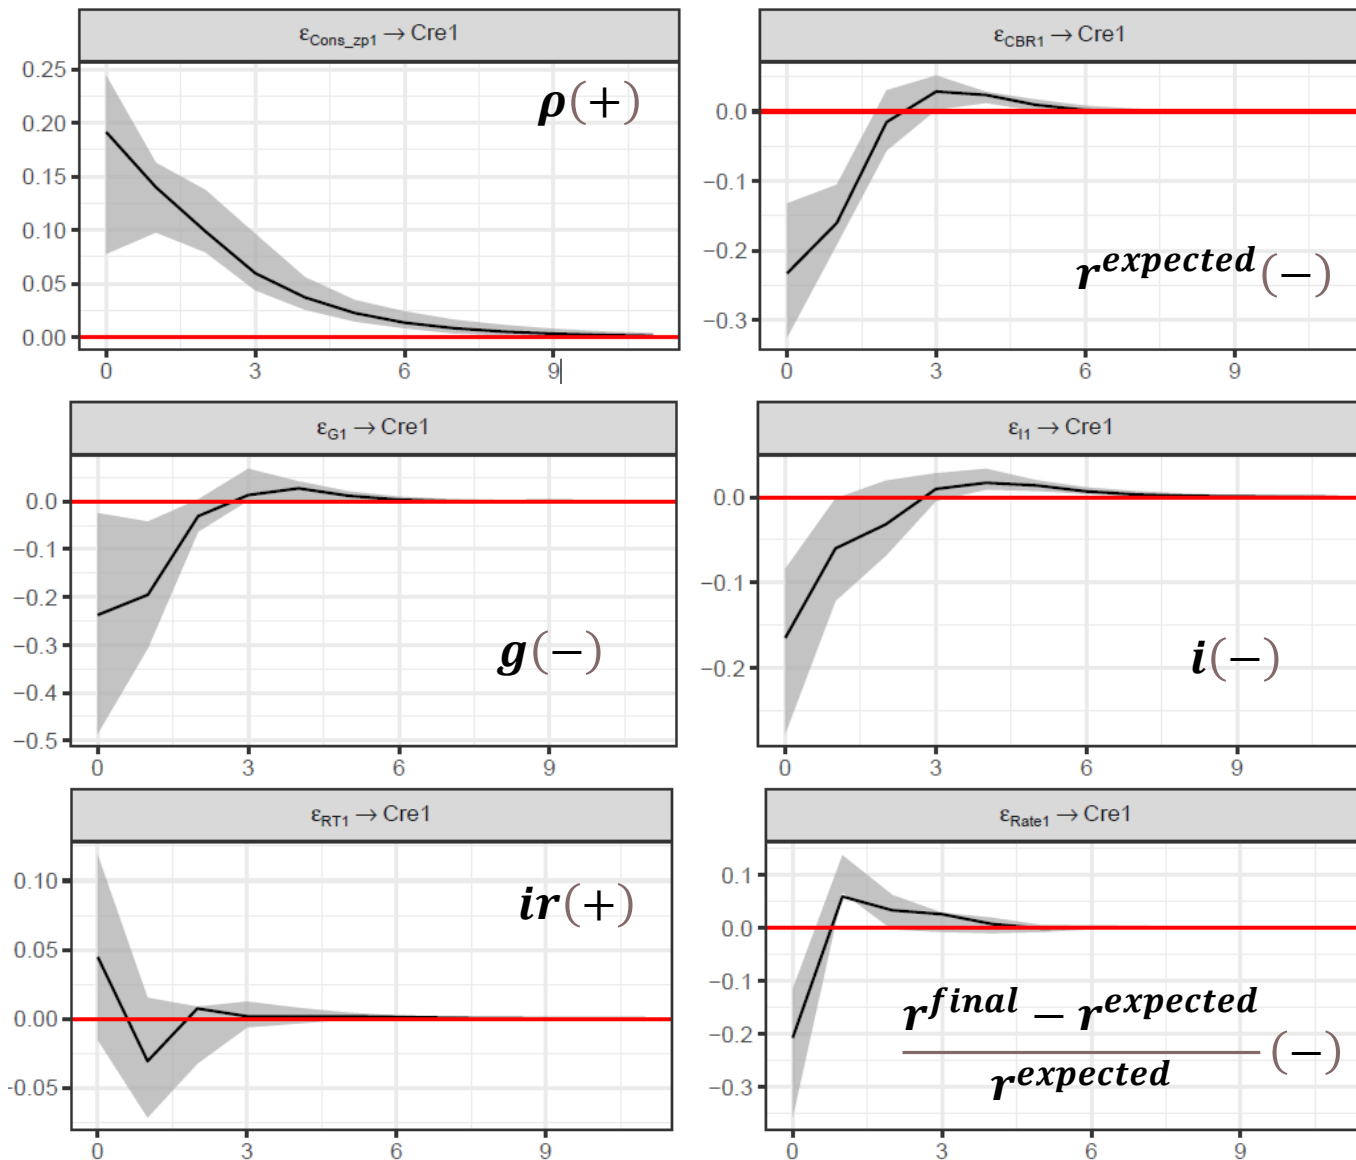 ε_Cons_zp1 → Cre1
0.25
0.20
0.15
0.10
0.05
0.00
ρ(+)
0 3 6 9
ε_CBR1 → Cre1
0.0
−0.1
−0.2
−0.3
r^expected (−)
0 3 6 9
ε_G1 → Cre1
0.0
−0.1
−0.2
−0.3
−0.4
−0.5
g(−)
0 3 6 9
ε_I1 → Cre1
0.0
−0.1
−0.2
i(−)
0 3 6 9
ε_RT1 → Cre1
0.10
0.05
0.00
-0.05
ir(+)
0 3 6 9
ε_Rate1 → Cre1
0.1
0.0
−0.1
−0.2
−0.3
r^final − r^expected
r^expected
(−)
0 3 6 9